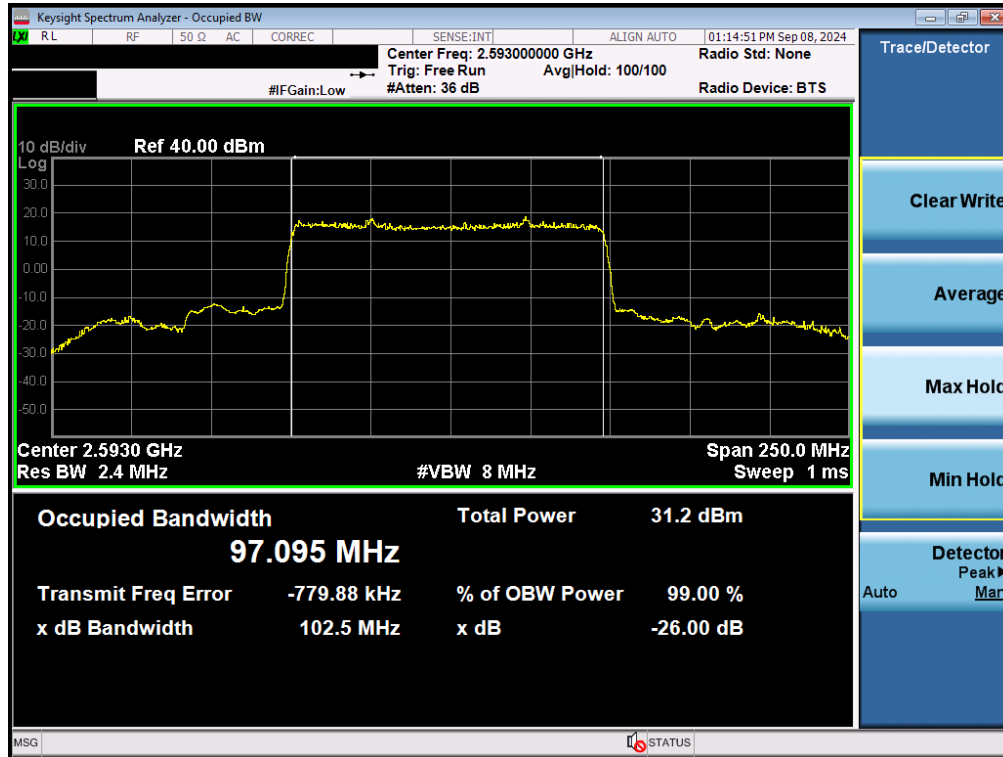 Keysight Spectrum Analyzer - Occupied BW
LXI RL RF 50 Ω AC CORREC SENSE:INT ALIGN AUTO 01:14:51 PM Sep 08, 2024
Center Freq: 2.593000000 GHz Radio Std: None
Trig: Free Run Avg|Hold: 100/100
#IFGain:Low #Atten: 36 dB Radio Device: BTS
Trace/Detector
10 dB/div Ref 40.00 dBm
Log
30.0
20.0
10.0
0.00
-10.0
-20.0
-30.0
-40.0
-50.0
Center 2.5930 GHz Span 250.0 MHz
Res BW 2.4 MHz #VBW 8 MHz Sweep 1 ms
Occupied Bandwidth Total Power 31.2 dBm
97.095 MHz
Transmit Freq Error -779.88 kHz % of OBW Power 99.00 %
x dB Bandwidth 102.5 MHz x dB -26.00 dB
Clear Write
Average
Max Hold
Min Hold
Detector
Peak▶
Auto Man
MSG STATUS